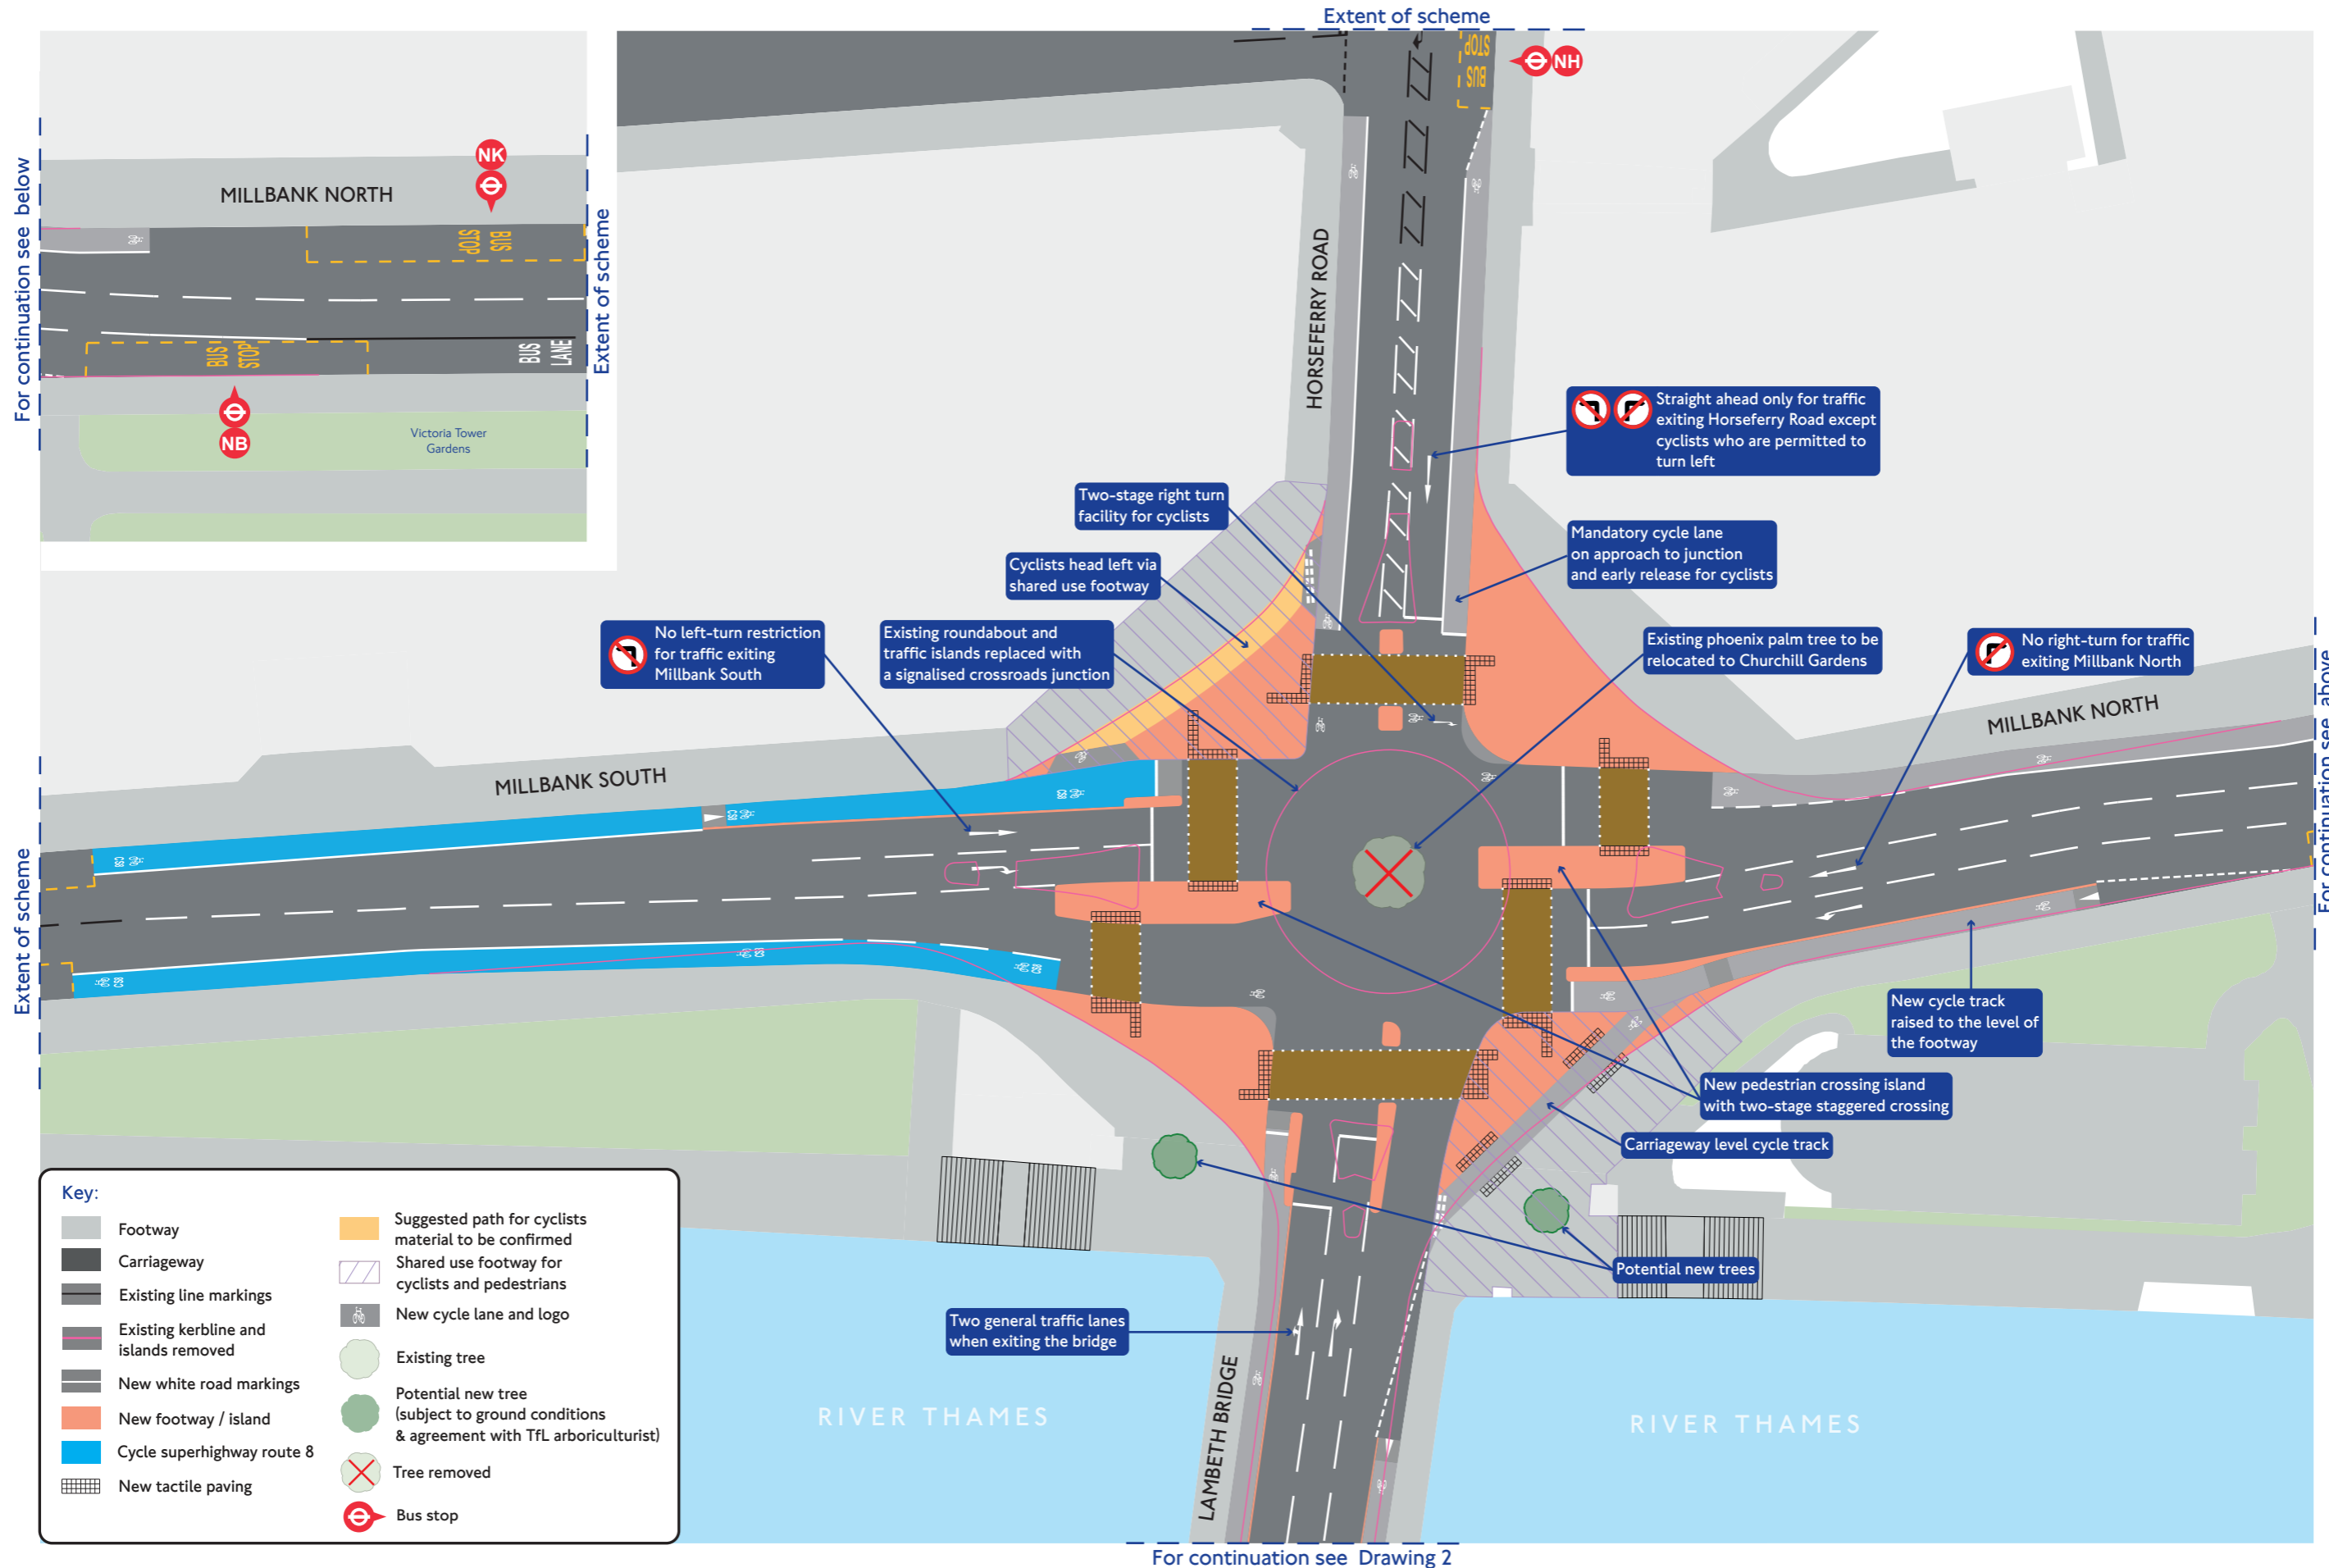 Extent of scheme
NH
BUS STOP
For continuation see below
MILLBANK NORTH
NK
BUS STOP
BUS STOP
BUS LANE
NB
Victoria Tower
Gardens
Extent of scheme
HORSEFERRY ROAD
Straight ahead only for traffic
exiting Horseferry Road except
cyclists who are permitted to
turn left
Two-stage right turn
facility for cyclists
Mandatory cycle lane
on approach to junction
and early release for cyclists
Cyclists head left via
shared use footway
No left-turn restriction
for traffic exiting
Millbank South
Existing roundabout and
traffic islands replaced with
a signalised crossroads junction
Existing phoenix palm tree to be
relocated to Churchill Gardens
No right-turn for traffic
exiting Millbank North
MILLBANK NORTH
For continuation see above
MILLBANK SOUTH
Extent of scheme
CS8
CS8
CS8
CS8
CS8
CS8
New cycle track
raised to the level of
the footway
New pedestrian crossing island
with two-stage staggered crossing
Carriageway level cycle track
Potential new trees
Two general traffic lanes
when exiting the bridge
LAMBETH BRIDGE
RIVER THAMES
RIVER THAMES
For continuation see Drawing 2
Key:
Footway
Carriageway
Existing line markings
Existing kerbline and
islands removed
New white road markings
New footway / island
Cycle superhighway route 8
New tactile paving
Suggested path for cyclists
material to be confirmed
Shared use footway for
cyclists and pedestrians
New cycle lane and logo
Existing tree
Potential new tree
(subject to ground conditions
& agreement with TfL arboriculturist)
Tree removed
Bus stop